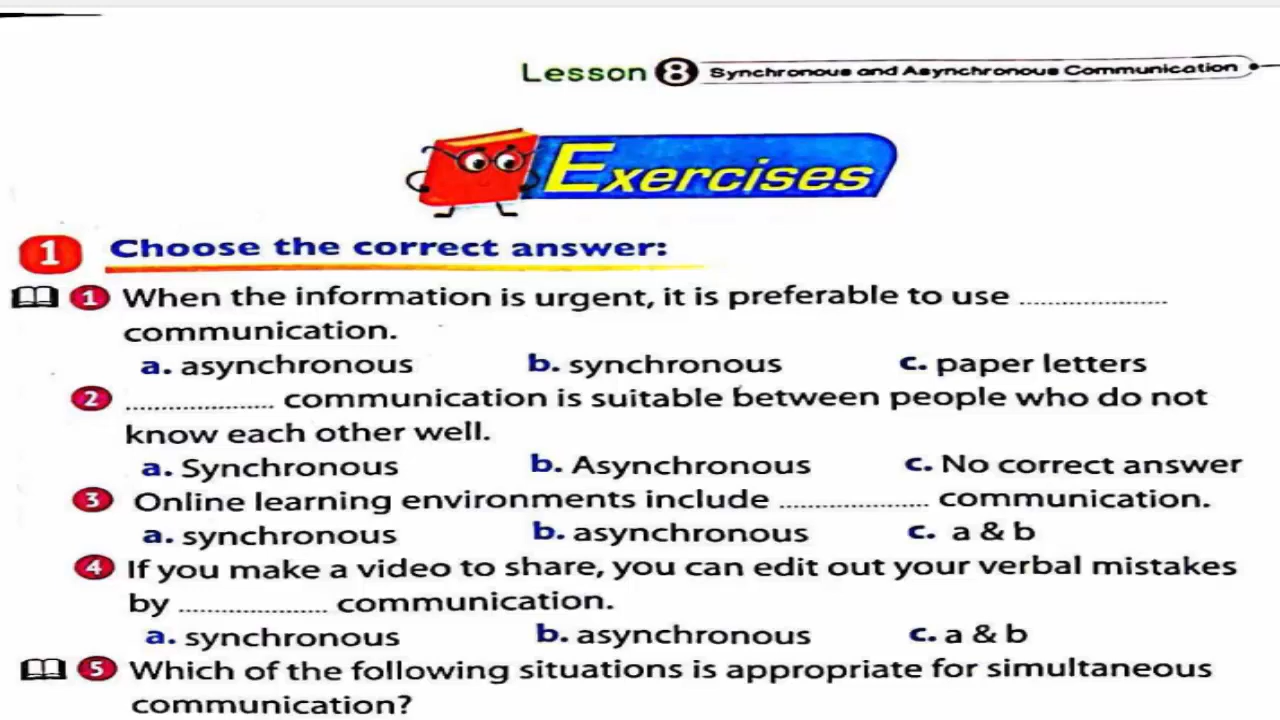 Lesson 8 Synchronous and Asynchronous Communication
Exercises
1 Choose the correct answer:
1 When the information is urgent, it is preferable to use ....................
communication.
a. asynchronous b. synchronous c. paper letters
2 .................... communication is suitable between people who do not
know each other well.
a. Synchronous b. Asynchronous c. No correct answer
3 Online learning environments include .................... communication.
a. synchronous b. asynchronous c. a & b
4 If you make a video to share, you can edit out your verbal mistakes
by .................... communication.
a. synchronous b. asynchronous c. a & b
5 Which of the following situations is appropriate for simultaneous
communication?